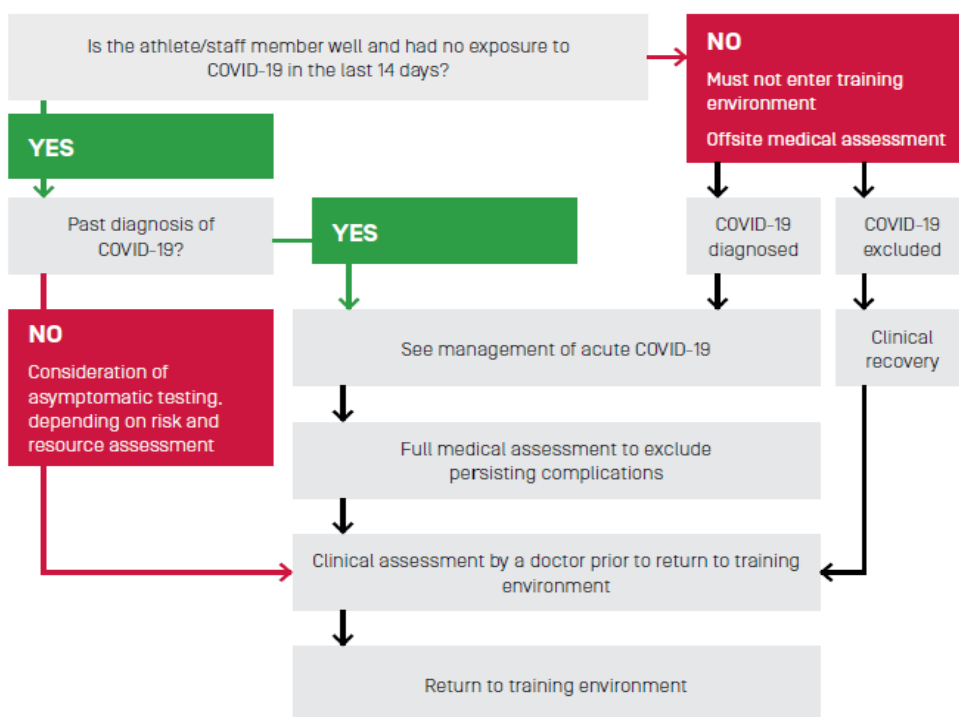 Is the athlete/staff member well and had no exposure to
COVID-19 in the last 14 days?
NO
Must not enter training
environment
Offsite medical assessment
YES
Past diagnosis of
COVID-19?
YES
COVID-19
diagnosed
COVID-19
excluded
NO
Consideration of
asymptomatic testing,
depending on risk and
resource assessment
See management of acute COVID-19
Clinical
recovery
Full medical assessment to exclude
persisting complications
Clinical assessment by a doctor prior to return to training
environment
Return to training environment